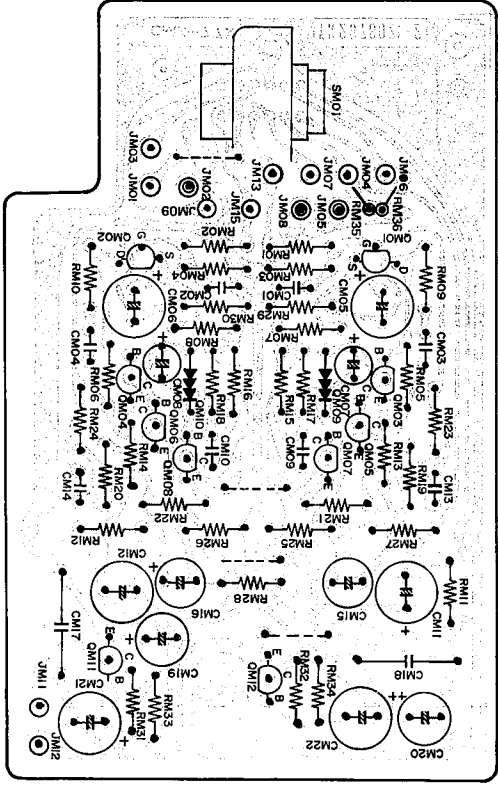 SM01
JM03
JM01
JM02
JM09
JM15
JM13
JM08
JM07
JM05
JM04
RM35
RM36
JM06
QM02
G
D
S
RM02
RM04
CM02
RM30
RM08
RM01
RM03
CM01
RM29
RM07
QM01
G
S
D
RM10
CM06
CM05
RM09
CM04
RM06
RM24
QM04
B
C
E
CM08
QM06
B
C
E
QM10
RM18
RM16
CM10
RM15
RM17
QM09
CM07
B
C
E
QM03
RM05
CM03
RM23
CM14
RM20
RM14
QM08
B
C
E
CM09
QM07
B
C
E
QM05
B
C
E
RM13
RM19
CM13
RM22
RM21
RM12
RM26
RM25
RM27
CM12
CM16
RM28
CM15
CM11
RM11
CM17
QM11
E
C
B
CM19
QM12
E
C
B
RM32
RM34
CM18
JM11
JM12
CM21
RM31
RM33
CM22
CM20